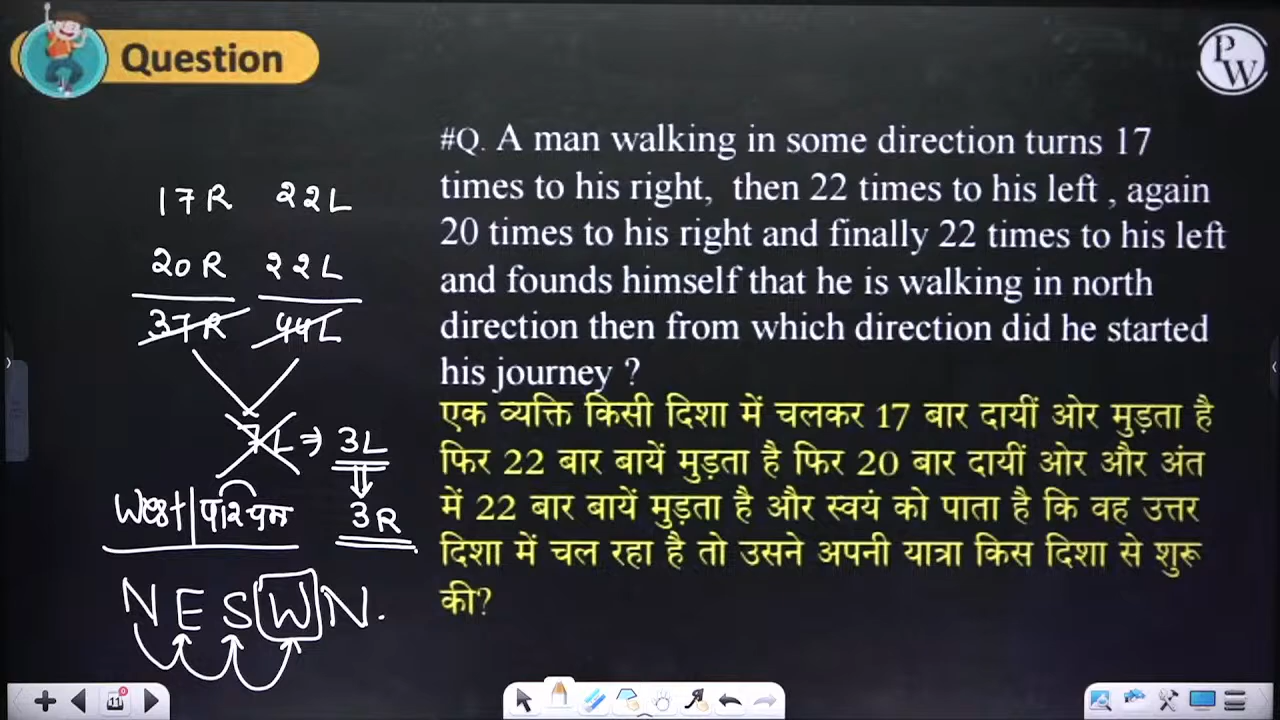 Question
PW
#Q. A man walking in some direction turns 17
times to his right, then 22 times to his left , again
20 times to his right and finally 22 times to his left
and founds himself that he is walking in north
direction then from which direction did he started
his journey ?
एक व्यक्ति किसी दिशा में चलकर 17 बार दायीं ओर मुड़ता है
फिर 22 बार बायें मुड़ता है फिर 20 बार दायीं ओर और अंत
में 22 बार बायें मुड़ता है और स्वयं को पाता है कि वह उत्तर
दिशा में चल रहा है तो उसने अपनी यात्रा किस दिशा से शुरू
की?
17R 22L
20R 22L
37R 44L
7L ⇒ 3L
3R
West|पश्चिम
N E S W N.
11